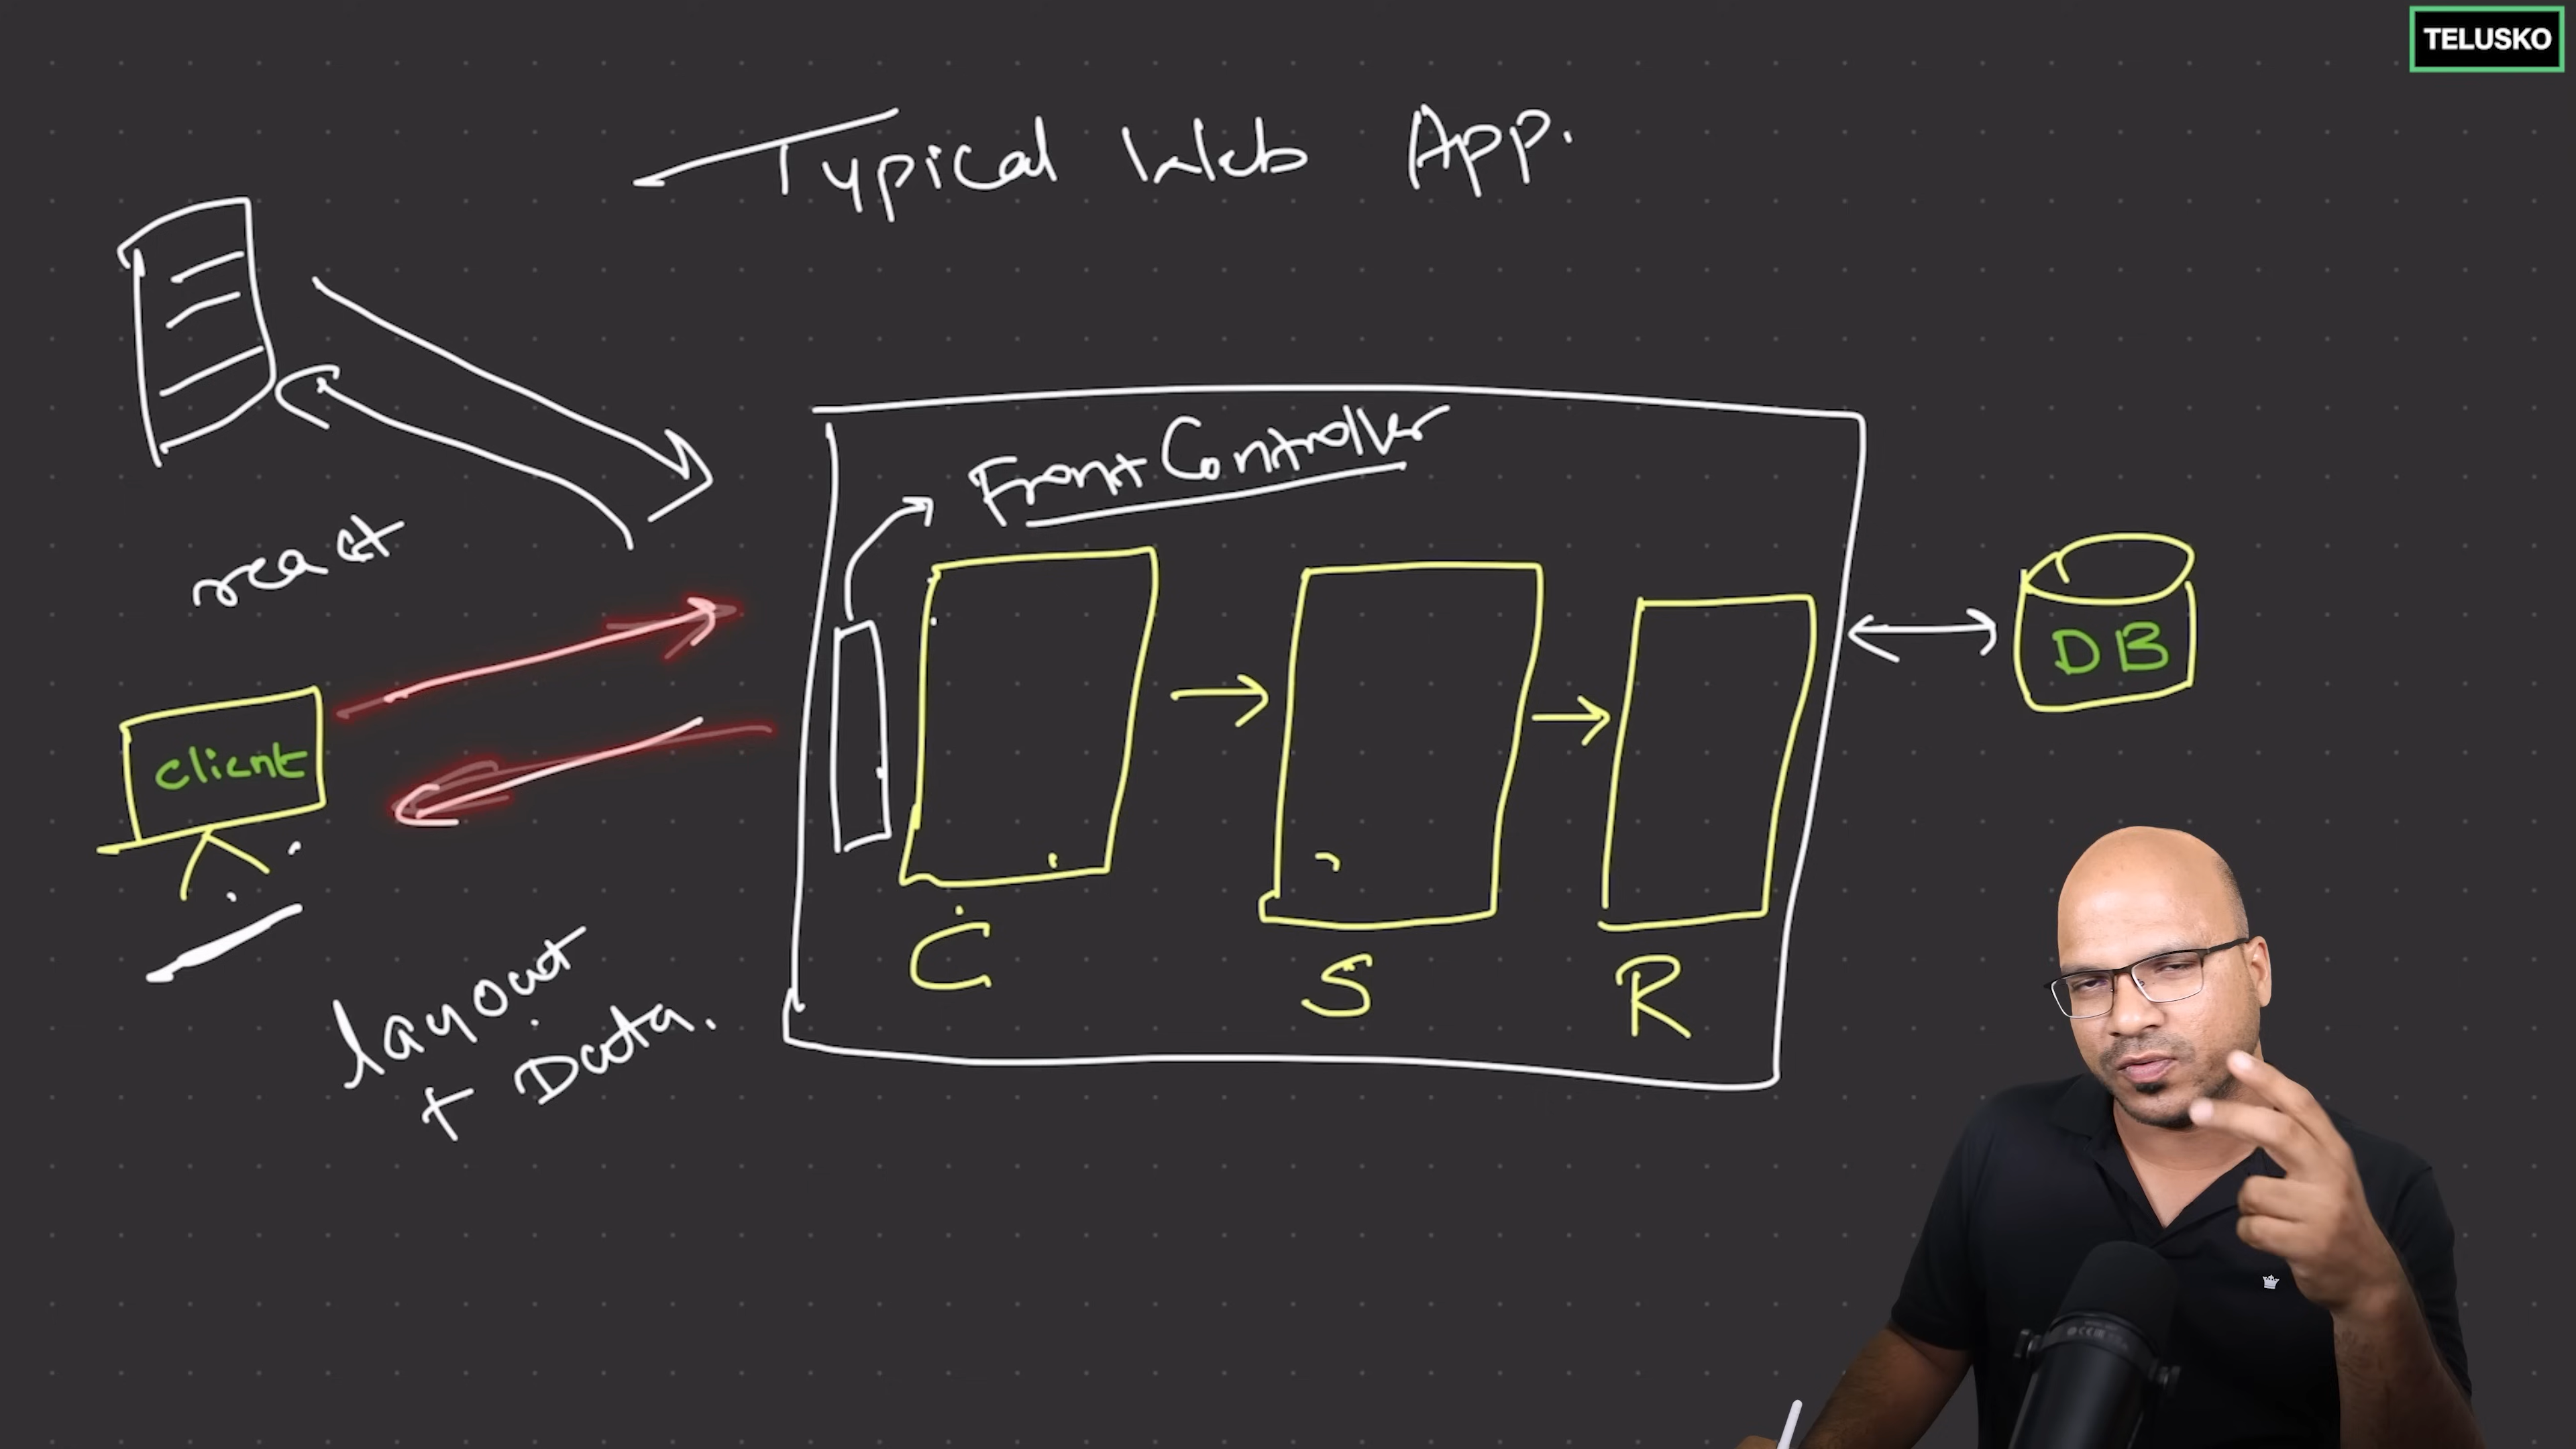 TELUSKO
Typical Web App.
Front Controller
react
client
DB
C
S
R
layout
+ Data.